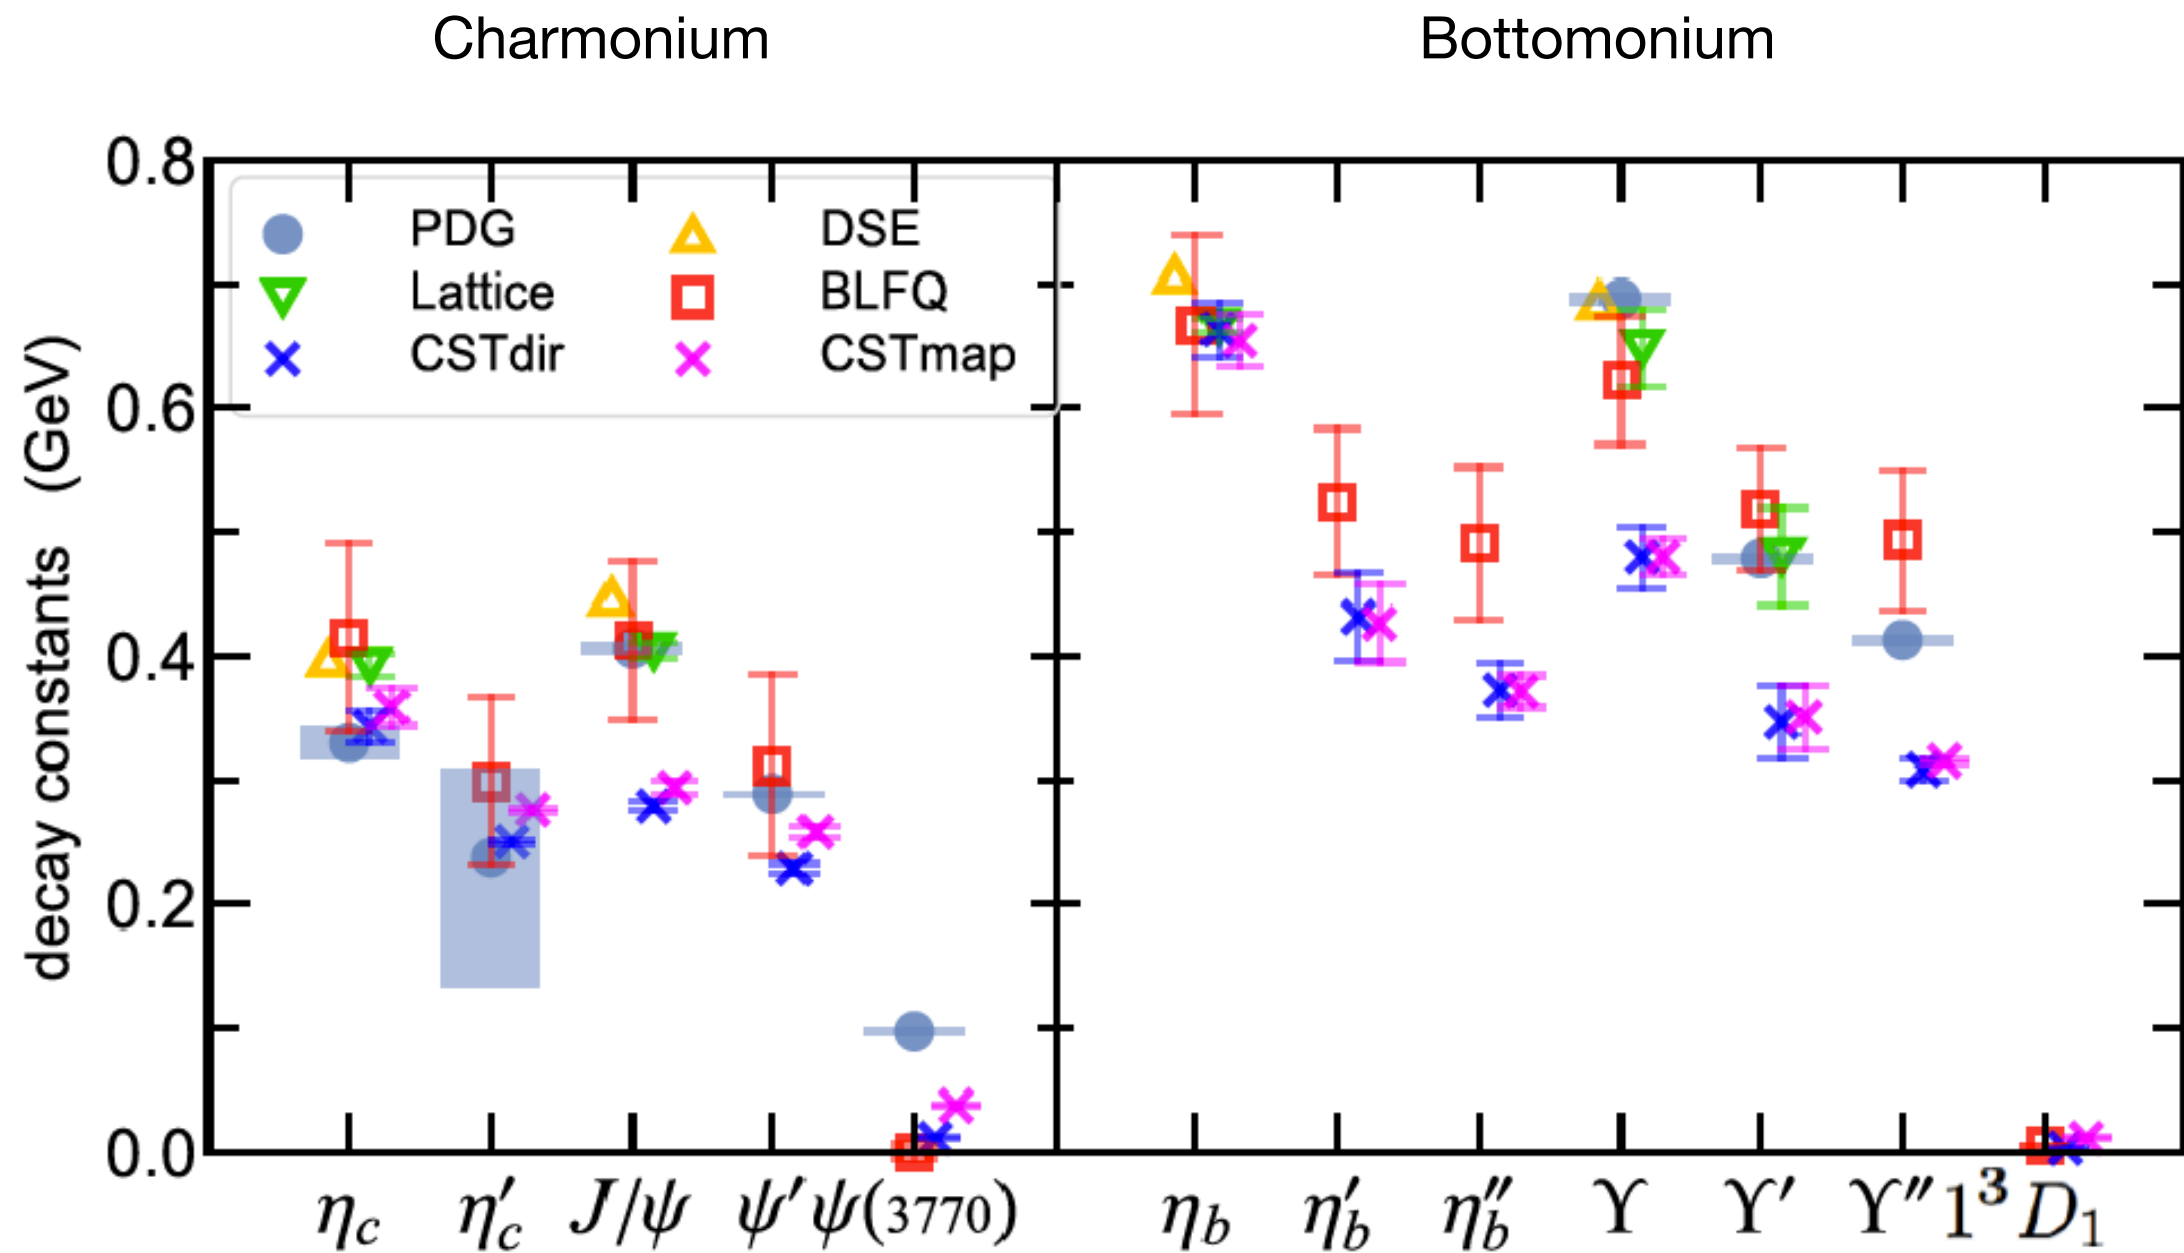 Charmonium Bottomonium
decay constants (GeV)
0.8
0.6
0.4
0.2
0.0
PDG DSE
Lattice BLFQ
CSTdir CSTmap
η_c η′_c J/ψ ψ′ ψ(3770) η_b η′_b η″_b ϒ ϒ′ ϒ″ 1³D₁